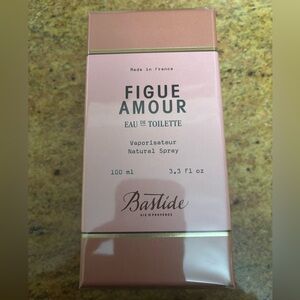 Made in France
FIGUE
AMOUR
EAU DE TOILETTE
Vaporisateur
Natural Spray
100 ml 3.3 fl oz
Bastide
AIX EN PROVENCE